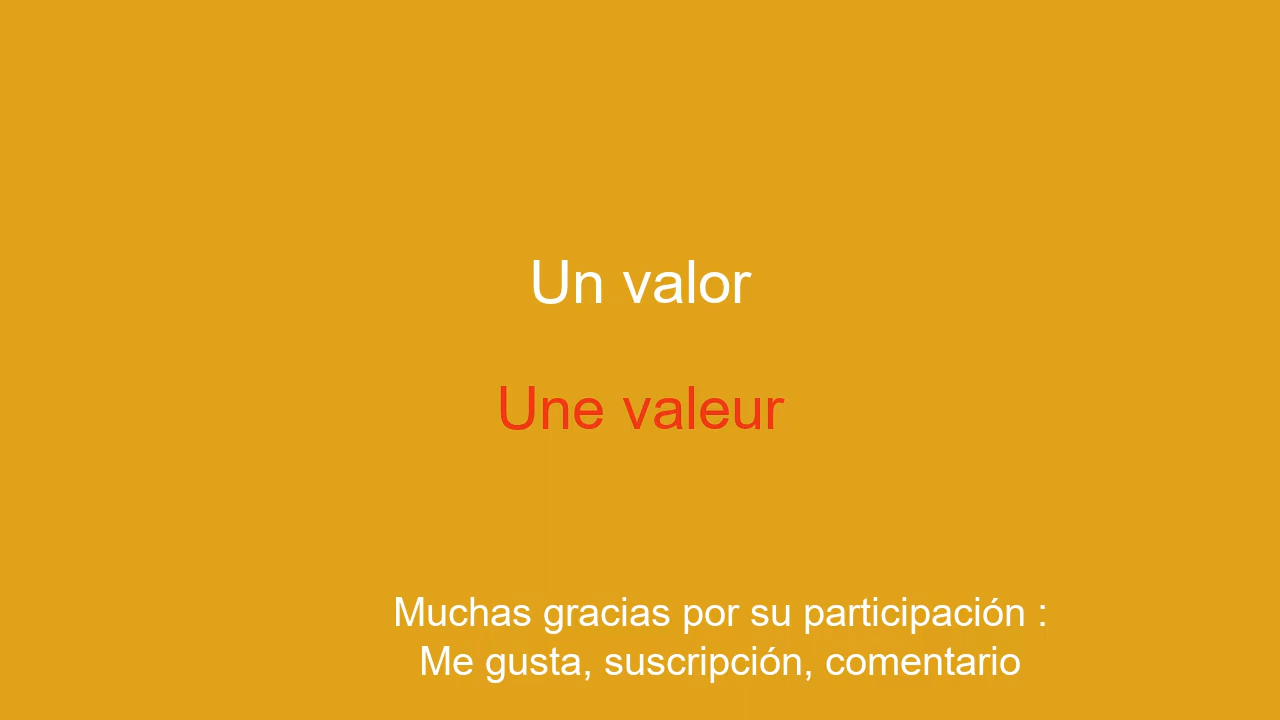 Un valor
Une valeur
Muchas gracias por su participación :
Me gusta, suscripción, comentario